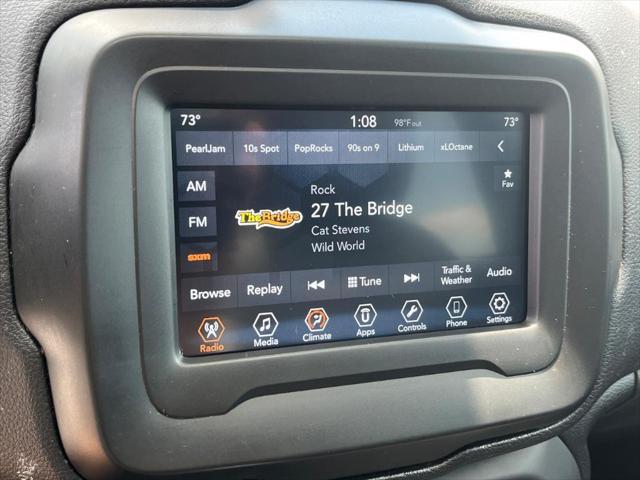 73° 1:08 98°F out 73°
PearlJam 10s Spot PopRocks 90s on 9 Lithium xLOctane
AM
FM
sxm
TheBridge
Rock
27 The Bridge
Cat Stevens
Wild World
Fav
Browse Replay Tune Traffic & Weather Audio
Radio Media Climate Apps Controls Phone Settings